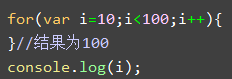 for(var i=10;i<100;i++){
}//结果为100
console.log(i);